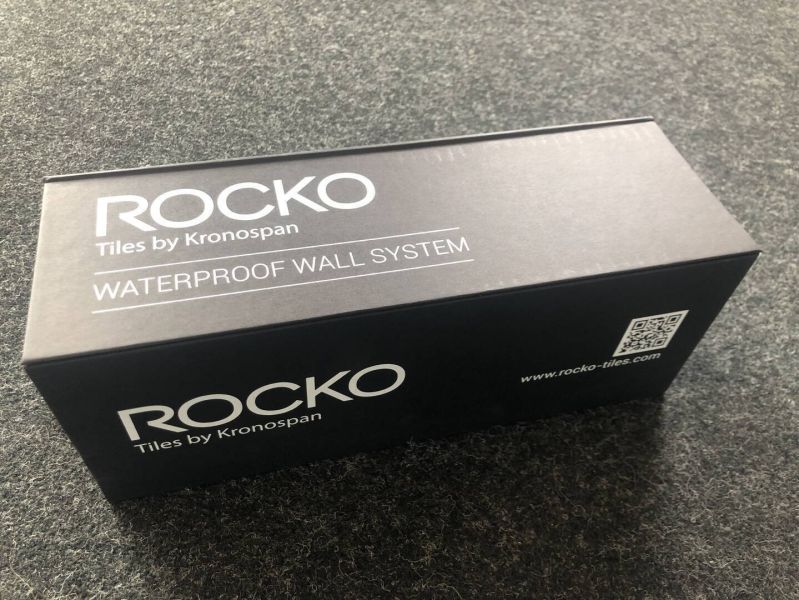 ROCKO
Tiles by Kronospan
WATERPROOF WALL SYSTEM
ROCKO
Tiles by Kronospan
www.rocko-tiles.com